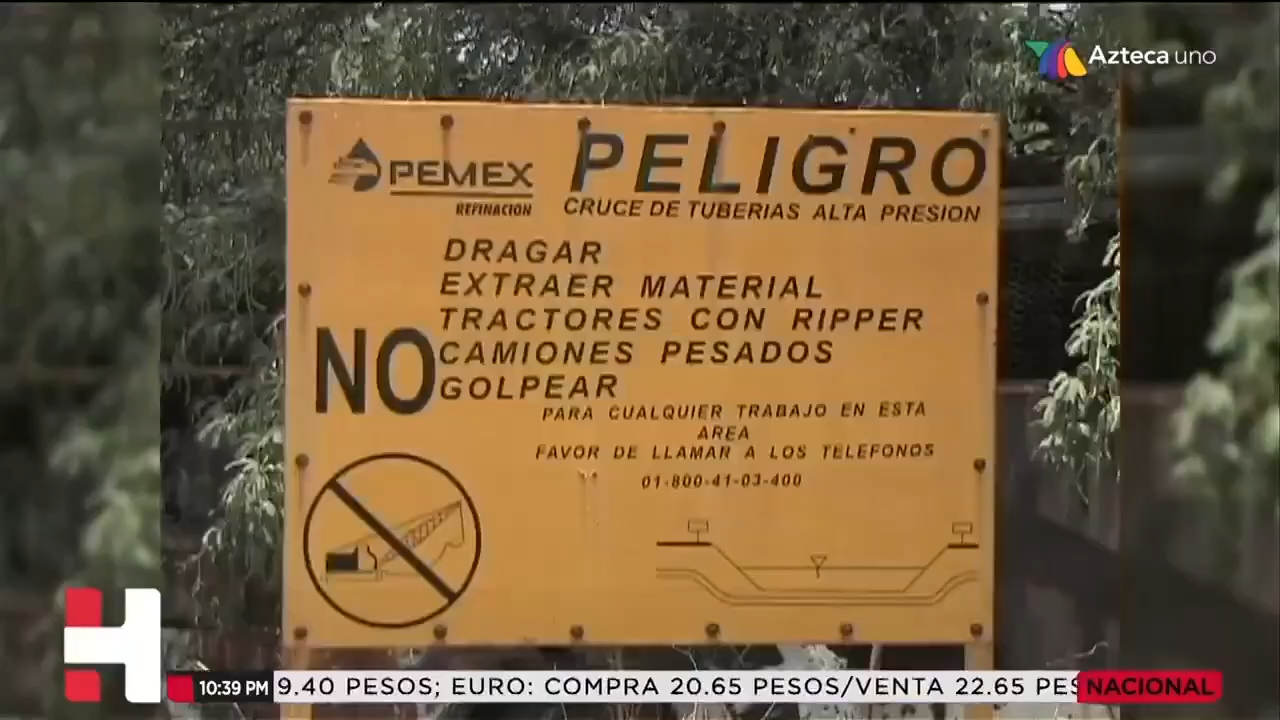 Azteca uno
PEMEX
REFINACION
PELIGRO
CRUCE DE TUBERIAS ALTA PRESION
NO
DRAGAR
EXTRAER MATERIAL
TRACTORES CON RIPPER
CAMIONES PESADOS
GOLPEAR
PARA CUALQUIER TRABAJO EN ESTA
AREA
FAVOR DE LLAMAR A LOS TELEFONOS
01-800-41-03-400
H
10:39 PM 9.40 PESOS; EURO: COMPRA 20.65 PESOS/VENTA 22.65 PES NACIONAL